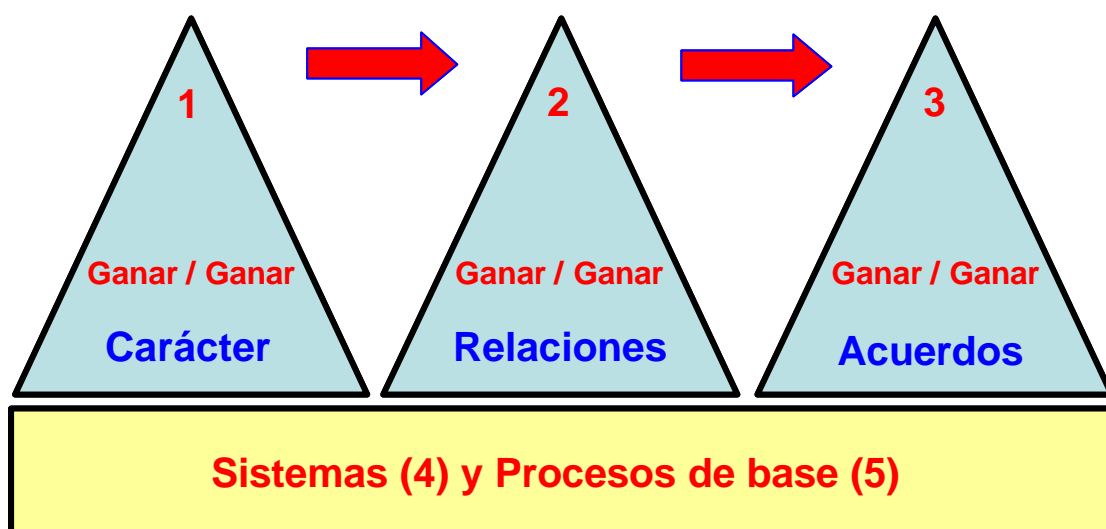 1
2
3
Ganar / Ganar
Ganar / Ganar
Ganar / Ganar
Carácter
Relaciones
Acuerdos
Sistemas (4) y Procesos de base (5)